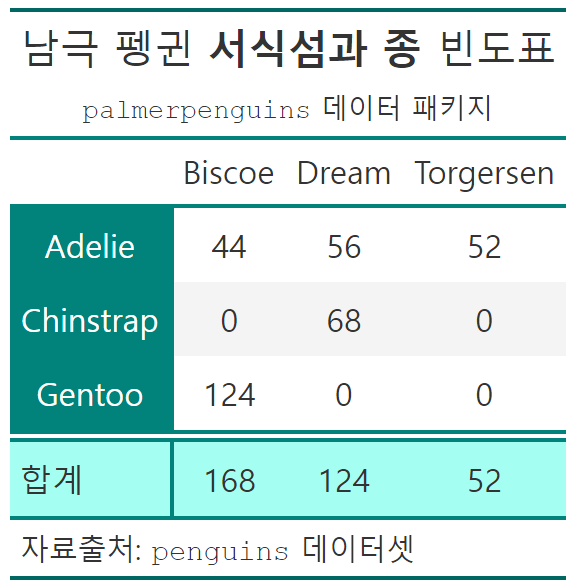 남극 펭귄 서식섬과 종 빈도표
palmerpenguins 데이터 패키지
Biscoe Dream Torgersen
Adelie 44 56 52
Chinstrap 0 68 0
Gentoo 124 0 0
합계 168 124 52
자료출처: penguins 데이터셋